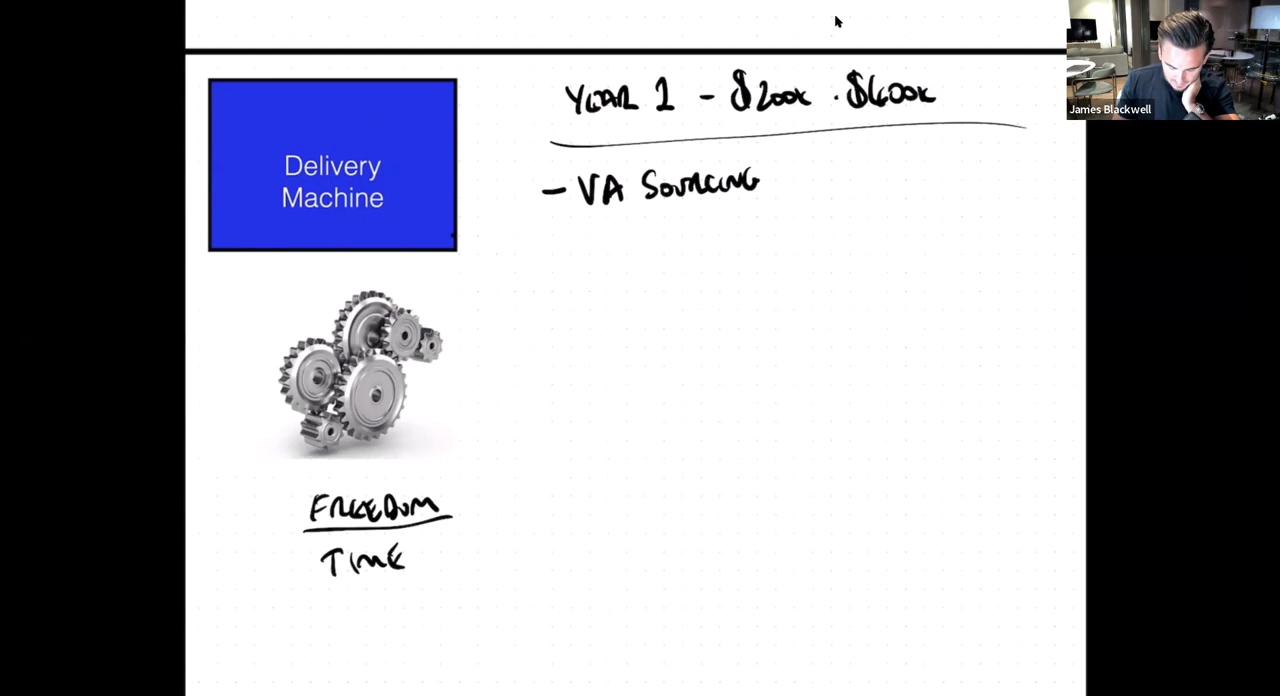 YEAR 1 - $200K . $600K
James Blackwell
Delivery
Machine
- VA SOURCING
FREEDOM
TIME